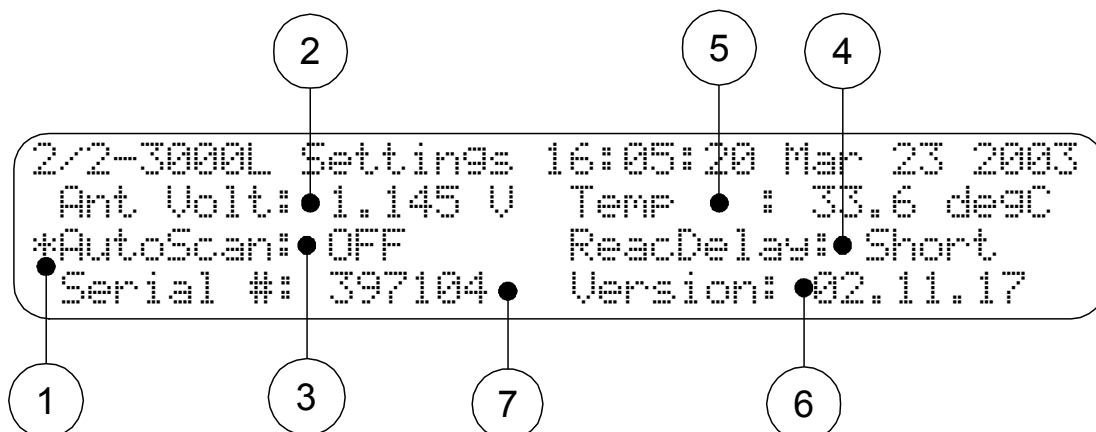 2 5 4
2/2-3000L Settings 16:05:20 Mar 23 2003
Ant Volt: 1.145 V Temp : 33.6 degC
*AutoScan: OFF ReacDelay: Short
Serial #: 397104 Version: 02.11.17
1 3 7 6